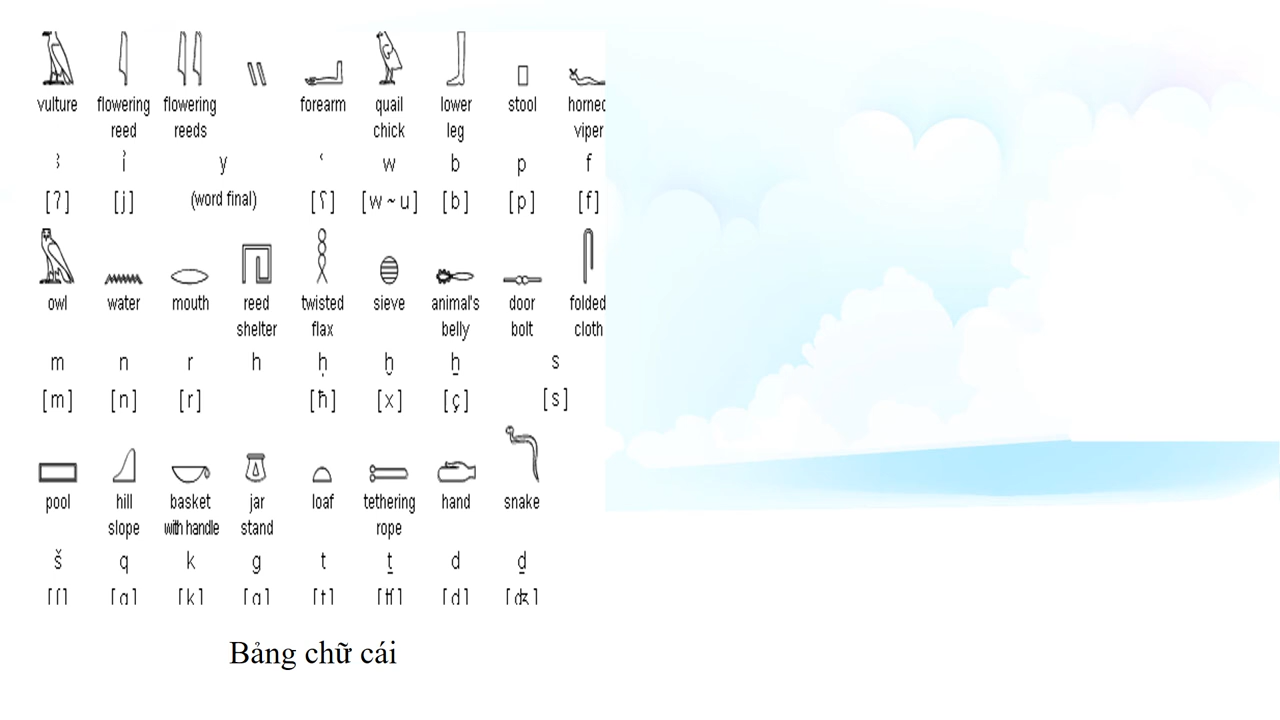 vulture flowering flowering forearm quail lower stool horned
reed reeds chick leg viper
ꜣ ỉ y ʿ w b p f
[ʔ] [j] (word final) [ʕ] [w ~ u] [b] [p] [f]
owl water mouth reed twisted sieve animal's door folded
shelter flax belly bolt cloth
m n r h ḥ ḫ ẖ s
[m] [n] [r] [ħ] [x] [ç] [s]
pool hill basket jar loaf tethering hand snake
slope with handle stand rope
š q k g t ṯ d ḏ
[ʃ] [q] [k] [g] [t] [ʧ] [d] [ʤ]
Bảng chữ cái